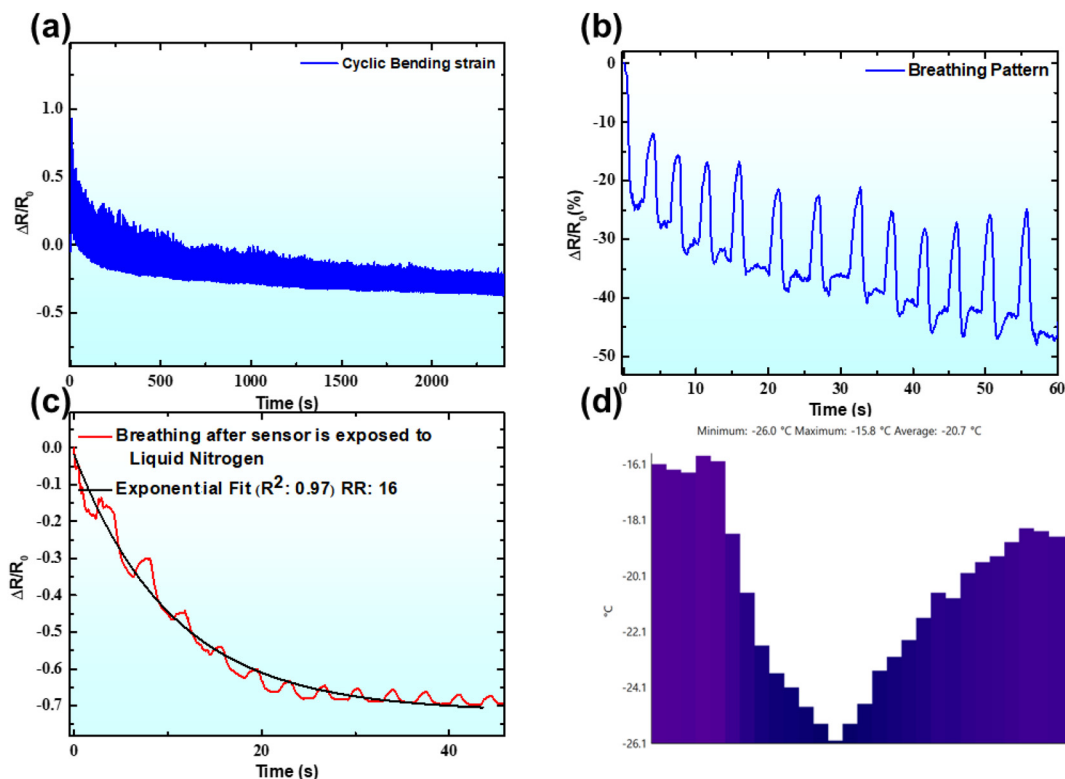 (a)
Cyclic Bending strain
1.0
0.5
0.0
-0.5
ΔR/R0
0
500
1000
1500
2000
Time (s)
(b)
Breathing Pattern
0
-10
-20
-30
-40
-50
ΔR/R0(%)
0
10
20
30
40
50
60
Time (s)
(c)
Breathing after sensor is exposed to
Liquid Nitrogen
Exponential Fit (R2: 0.97) RR: 16
0.0
-0.1
-0.2
-0.3
-0.4
-0.5
-0.6
-0.7
-0.8
ΔR/R0
0
20
40
Time (s)
(d)
Minimum: -26.0 °C Maximum: -15.8 °C Average: -20.7 °C
-16.1
-18.1
-20.1
-22.1
-24.1
-26.1
°C